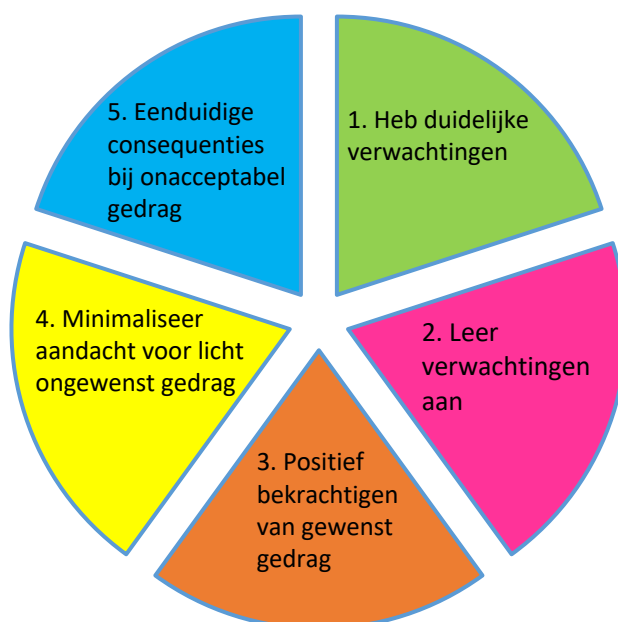 1. Heb duidelijke
verwachtingen
2. Leer
verwachtingen
aan
3. Positief
bekrachtigen
van gewenst
gedrag
4. Minimaliseer
aandacht voor licht
ongewenst gedrag
5. Eenduidige
consequenties
bij onacceptabel
gedrag